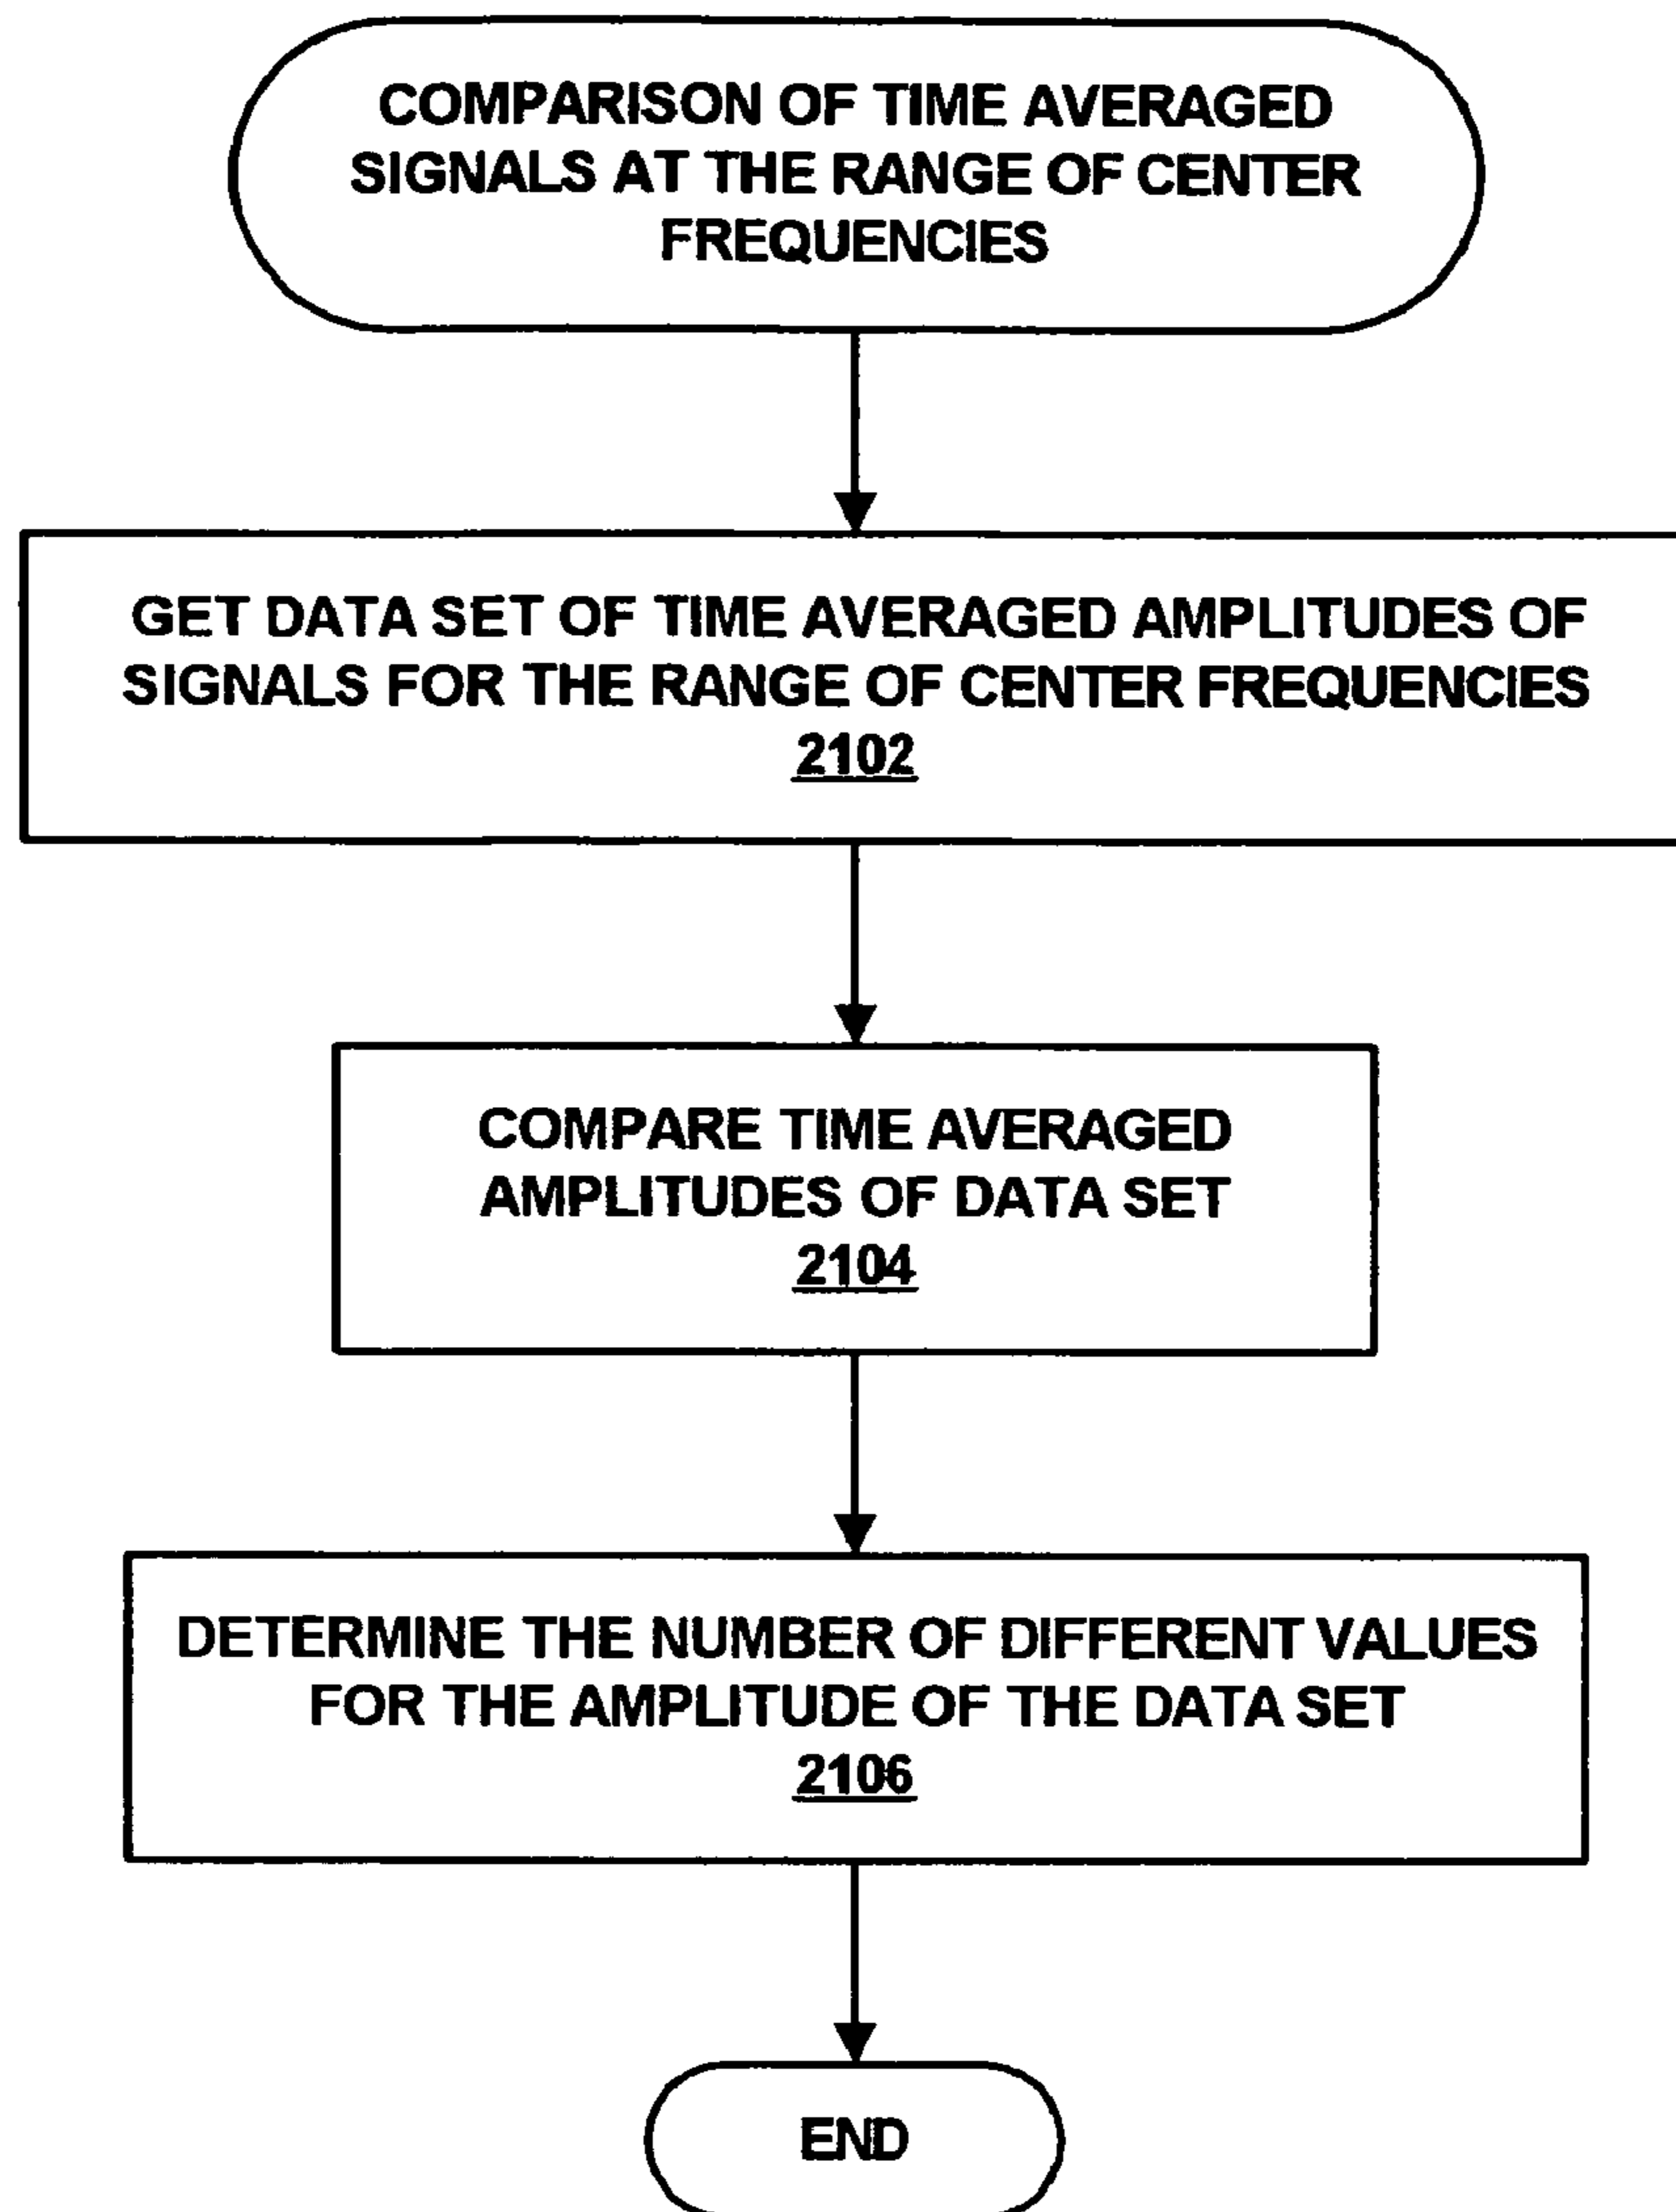 COMPARISON OF TIME AVERAGED
SIGNALS AT THE RANGE OF CENTER
FREQUENCIES
GET DATA SET OF TIME AVERAGED AMPLITUDES OF
SIGNALS FOR THE RANGE OF CENTER FREQUENCIES
2102
COMPARE TIME AVERAGED
AMPLITUDES OF DATA SET
2104
DETERMINE THE NUMBER OF DIFFERENT VALUES
FOR THE AMPLITUDE OF THE DATA SET
2106
END